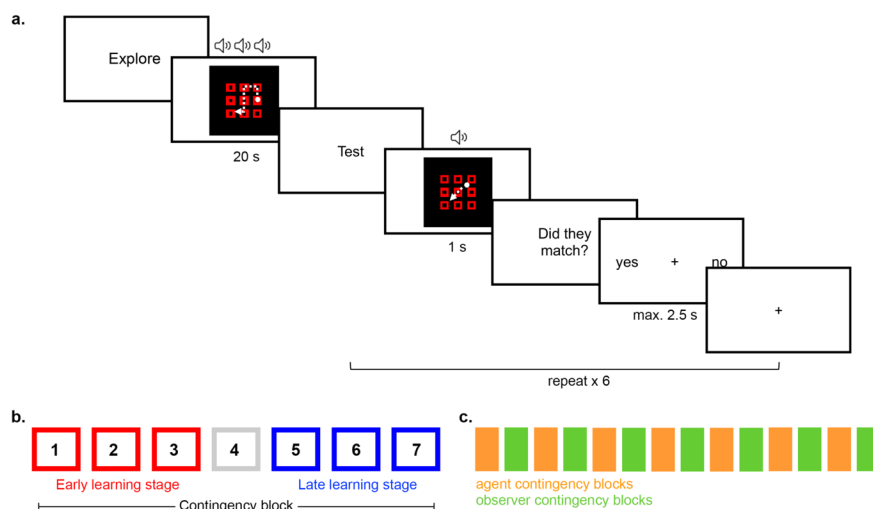 a.
Explore
20 s
Test
1 s
Did they
match?
yes + no
max. 2.5 s
+
repeat x 6
b.
1 2 3 4 5 6 7
Early learning stage
Late learning stage
Contingency block
c.
agent contingency blocks
observer contingency blocks